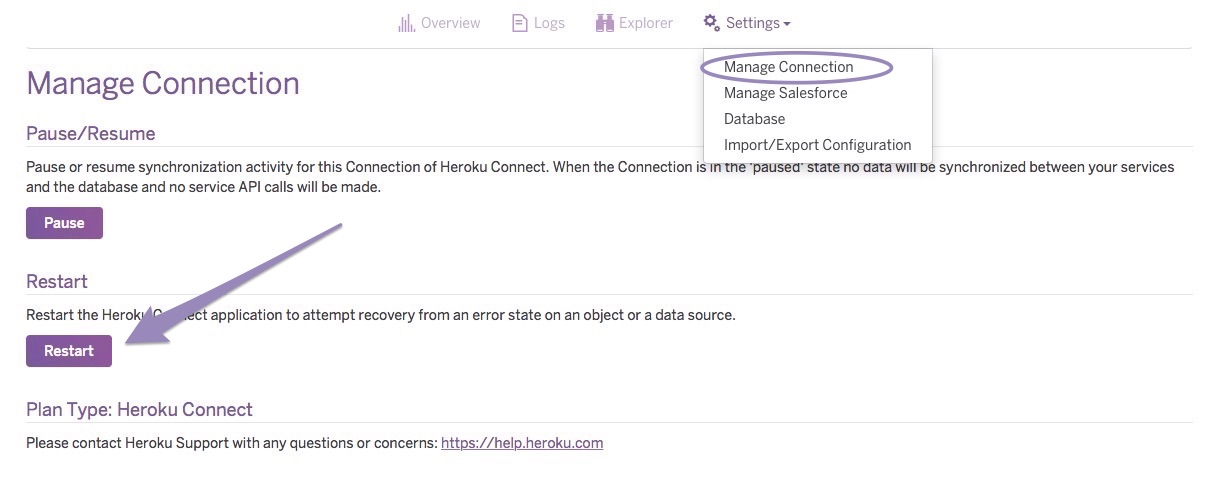 Overview Logs Explorer Settings
Manage Connection
Manage Salesforce
Database
Import/Export Configuration
Manage Connection
Pause/Resume
Pause or resume synchronization activity for this Connection of Heroku Connect. When the Connection is in the 'paused' state no data will be synchronized between your services
and the database and no service API calls will be made.
Pause
Restart
Restart the Heroku Connect application to attempt recovery from an error state on an object or a data source.
Restart
Plan Type: Heroku Connect
Please contact Heroku Support with any questions or concerns: https://help.heroku.com